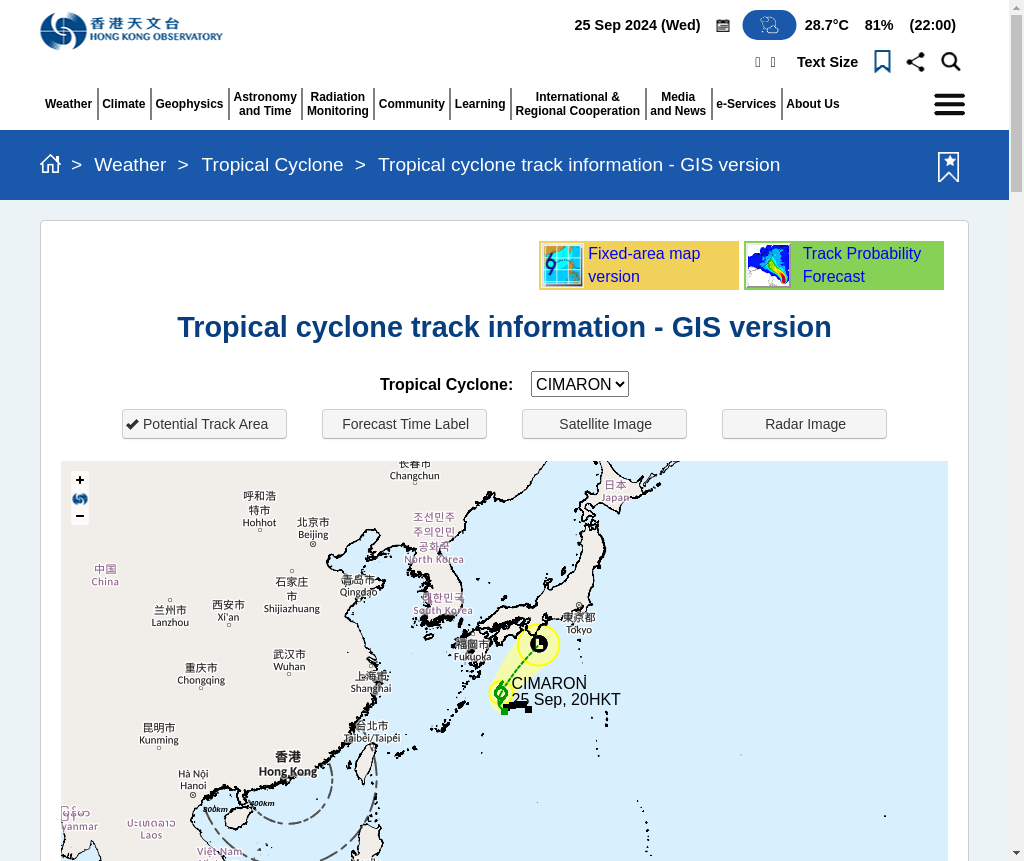 香港天文台
HONG KONG OBSERVATORY
25 Sep 2024 (Wed)
28.7°C 81% (22:00)
Text Size
Weather
Climate
Geophysics
Astronomy
and Time
Radiation
Monitoring
Community
Learning
International &
Regional Cooperation
Media
and News
e-Services
About Us
> Weather > Tropical Cyclone > Tropical cyclone track information - GIS version
Fixed-area map
version
Track Probability
Forecast
Tropical cyclone track information - GIS version
Tropical Cyclone: CIMARON
Potential Track Area
Forecast Time Label
Satellite Image
Radar Image
+
−
长春市
Changchun
日本
Japan
呼和浩
特市
Hohhot
北京市
Beijing
조선민주
주의인민
공화국
North Korea
中国
China
石家庄
市
Shijiazhuang
青岛市
Qingdao
대한민국
South Korea
兰州市
Lanzhou
西安市
Xi'an
東京都
Tokyo
福岡市
Fukuoka
L
武汉市
Wuhan
重庆市
Chongqing
上海市
Shanghai
CIMARON
25 Sep, 20HKT
昆明市
Kunming
台北市
Taibei/Taipei
香港
Hong Kong
Hà Nội
Hanoi
800km
400km
မြန်မာ
yanmar
ປະເທດລາວ
Laos
Việt Nam